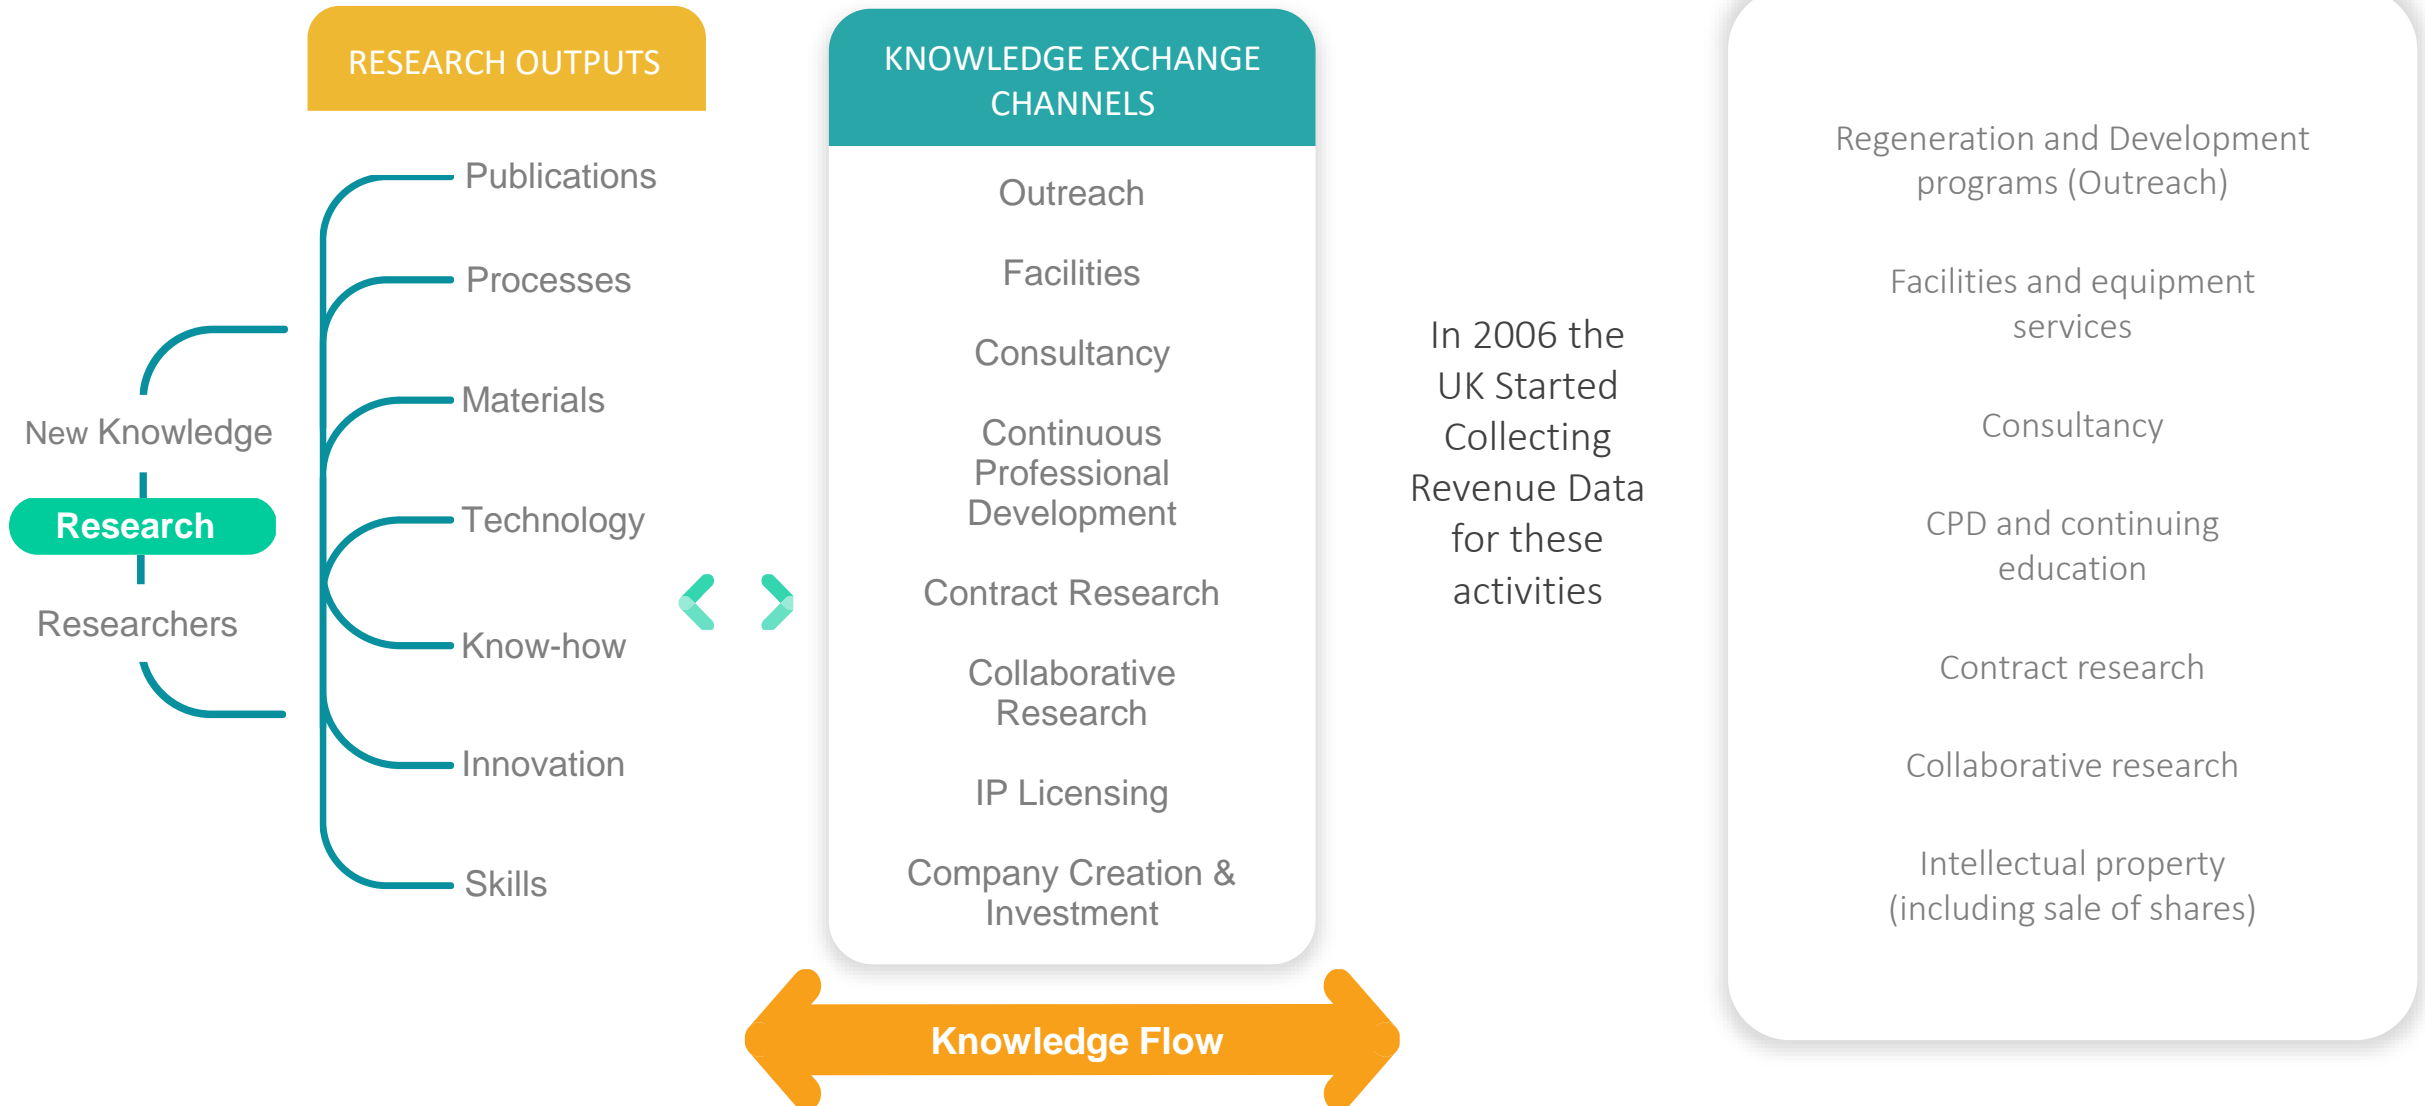 New Knowledge
Research
Researchers
RESEARCH OUTPUTS
Publications
Processes
Materials
Technology
Know-how
Innovation
Skills
KNOWLEDGE EXCHANGE
CHANNELS
Outreach
Facilities
Consultancy
Continuous
Professional
Development
Contract Research
Collaborative
Research
IP Licensing
Company Creation &
Investment
Knowledge Flow
In 2006 the
UK Started
Collecting
Revenue Data
for these
activities
Regeneration and Development
programs (Outreach)
Facilities and equipment
services
Consultancy
CPD and continuing
education
Contract research
Collaborative research
Intellectual property
(including sale of shares)